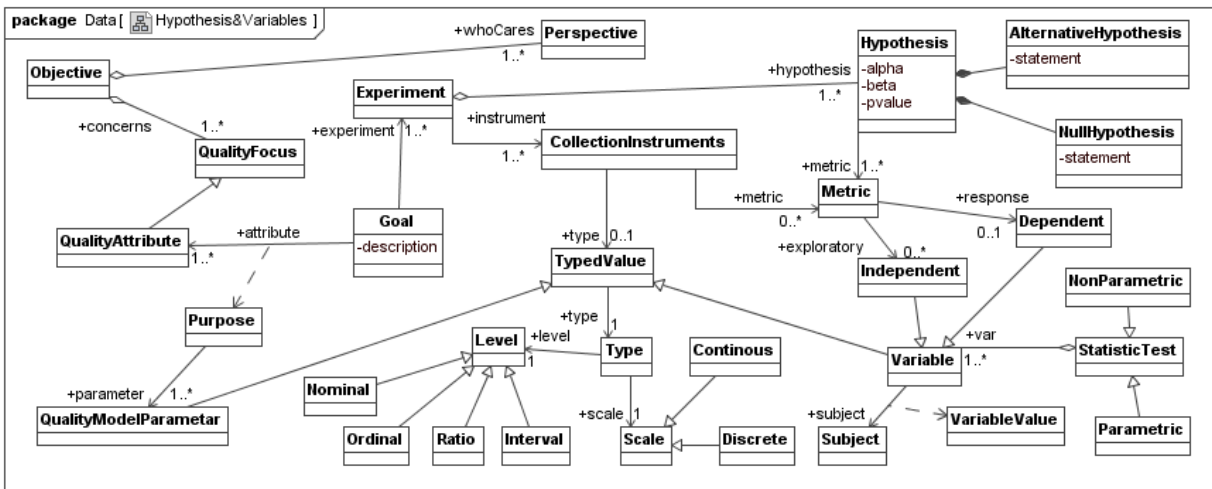 package Data [ Hypothesis&Variables ]
+whoCares
Perspective
1..*
Hypothesis
-alpha
-beta
-pvalue
AlternativeHypothesis
-statement
Objective
Experiment
+hypothesis
1..*
+concerns
1..*
+experiment
1..*
+instrument
1..*
CollectionInstruments
NullHypothesis
-statement
QualityFocus
+metric
1..*
+metric
0..*
Metric
+response
0..1
Dependent
QualityAttribute
1..*
+attribute
Goal
-description
+type
0..1
+exploratory
0..*
TypedValue
Independent
NonParametric
Purpose
+type
1
+level
1
Level
Type
Continous
+var
1..*
Variable
StatisticTest
Nominal
+parameter
1..*
QualityModelParametar
+scale
1
+subject
VariableValue
Ordinal
Ratio
Interval
Scale
Discrete
Subject
Parametric